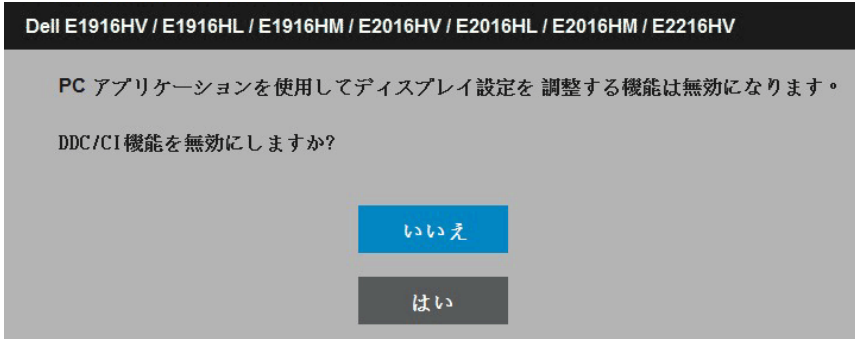 Dell E1916HV / E1916HL / E1916HM / E2016HV / E2016HL / E2016HM / E2216HV
PC アプリケーションを使用してディスプレイ設定を 調整する機能は無効になります。
DDC/CI機能を無効にしますか?
いいえ
はい